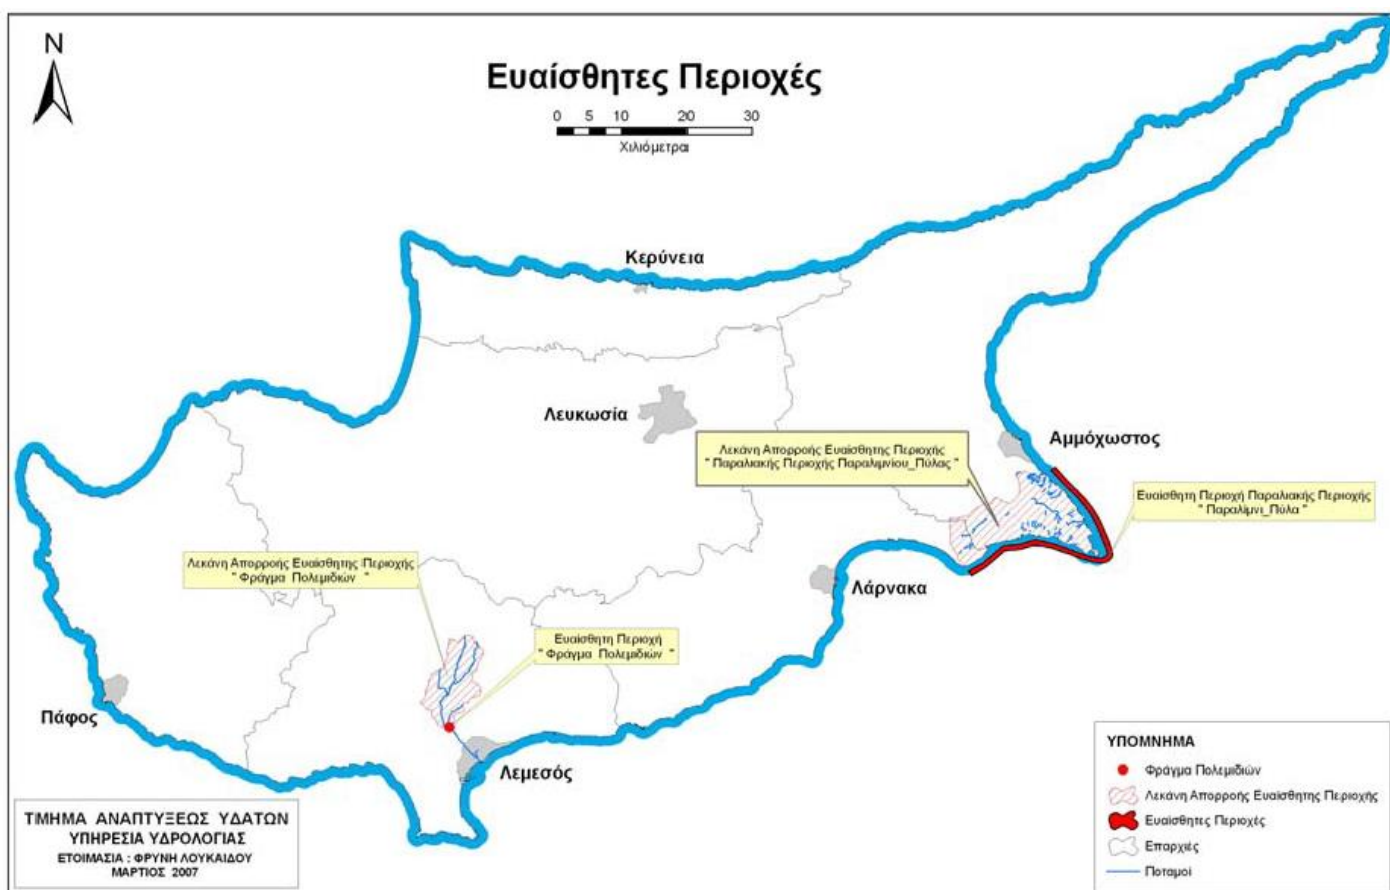 N
Ευαίσθητες Περιοχές
0 5 10 20 30
Χιλιόμετρα
Κερύνεια
Λευκωσία
Λεκάνη Απορροής Ευαίσθητης Περιοχής
" Παραλιακής Περιοχής Παραλιμνίου_Πύλας "
Αμμόχωστος
Ευαίσθητη Περιοχή Παραλιακής Περιοχής
" Παραλίμνι_Πύλα"
Λεκάνη Απορροής Ευαίσθητης Περιοχής
" Φράγμα Πολεμιδιών "
Λάρνακα
Ευαίσθητη Περιοχή
" Φράγμα Πολεμιδιών "
Πάφος
Λεμεσός
ΤΜΗΜΑ ΑΝΑΠΤΥΞΕΩΣ ΥΔΑΤΩΝ
ΥΠΗΡΕΣΙΑ ΥΔΡΟΛΟΓΙΑΣ
ΕΤΟΙΜΑΣΙΑ : ΦΡΥΝΗ ΛΟΥΚΑΙΔΟΥ
ΜΑΡΤΙΟΣ 2007
ΥΠΟΜΝΗΜΑ
Φράγμα Πολεμιδιών
Λεκάνη Απορροής Ευαίσθητης Περιοχής
Ευαίσθητες Περιοχές
Επαρχιές
Ποταμοί